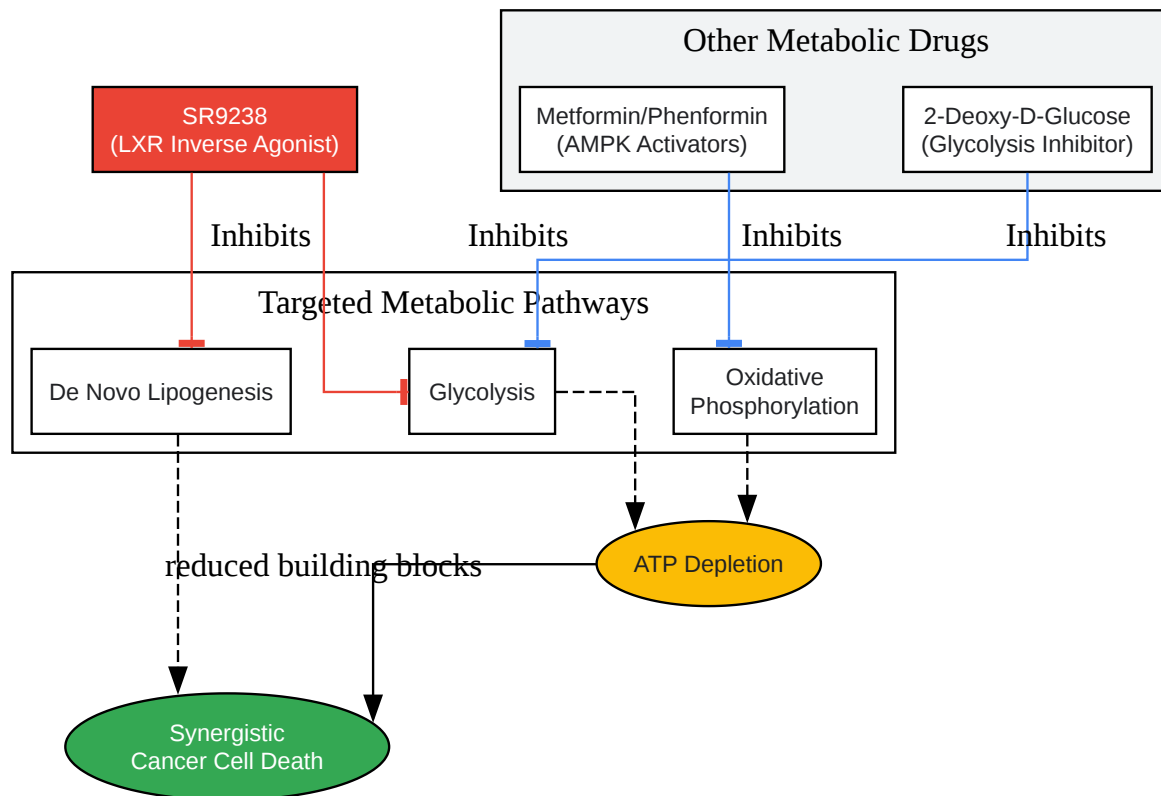 Other Metabolic Drugs
SR9238
(LXR Inverse Agonist)
Metformin/Phenformin
(AMPK Activators)
2-Deoxy-D-Glucose
(Glycolysis Inhibitor)
Inhibits
Inhibits
Inhibits
Inhibits
Targeted Metabolic Pathways
De Novo Lipogenesis
Glycolysis
Oxidative
Phosphorylation
reduced building blocks
ATP Depletion
Synergistic
Cancer Cell Death